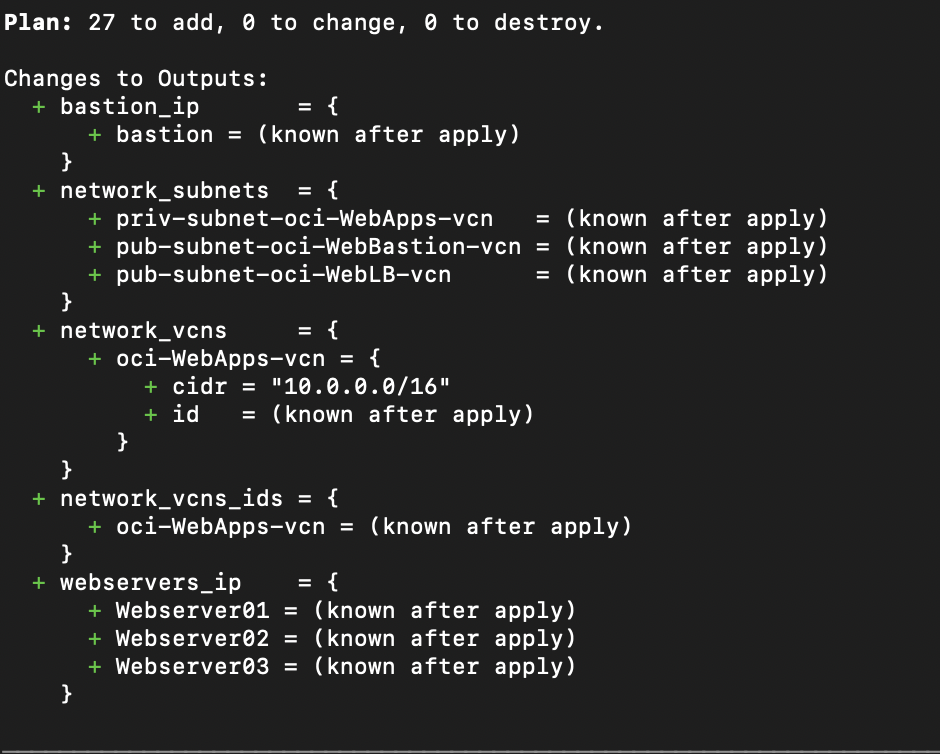 Plan: 27 to add, 0 to change, 0 to destroy.

Changes to Outputs:
  + bastion_ip       = {
      + bastion = (known after apply)
    }
  + network_subnets  = {
      + priv-subnet-oci-WebApps-vcn   = (known after apply)
      + pub-subnet-oci-WebBastion-vcn = (known after apply)
      + pub-subnet-oci-WebLB-vcn      = (known after apply)
    }
  + network_vcns     = {
      + oci-WebApps-vcn = {
          + cidr = "10.0.0.0/16"
          + id   = (known after apply)
        }
    }
  + network_vcns_ids = {
      + oci-WebApps-vcn = (known after apply)
    }
  + webservers_ip    = {
      + Webserver01 = (known after apply)
      + Webserver02 = (known after apply)
      + Webserver03 = (known after apply)
    }